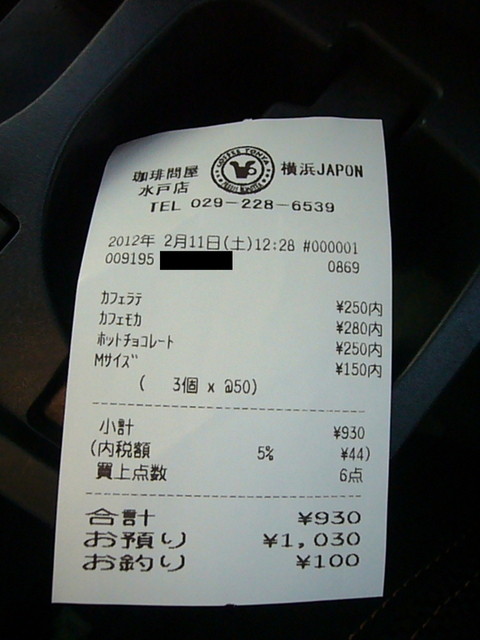 珈琲問屋 横浜JAPON
水戸店
TEL 029-228-6539
2012年 2月11日(土)12:28 #000001
009195 0869
ｶﾌｪﾗﾃ ¥250内
ｶﾌｪﾓｶ ¥280内
ﾎｯﾄﾁｮｺﾚｰﾄ ¥250内
Mｻｲｽﾞ ¥150内
( 3個 x @50)
小計 ¥930
(内税額 5% ¥44)
買上点数 6点
合計 ¥930
お預り ¥1,030
お釣り ¥100